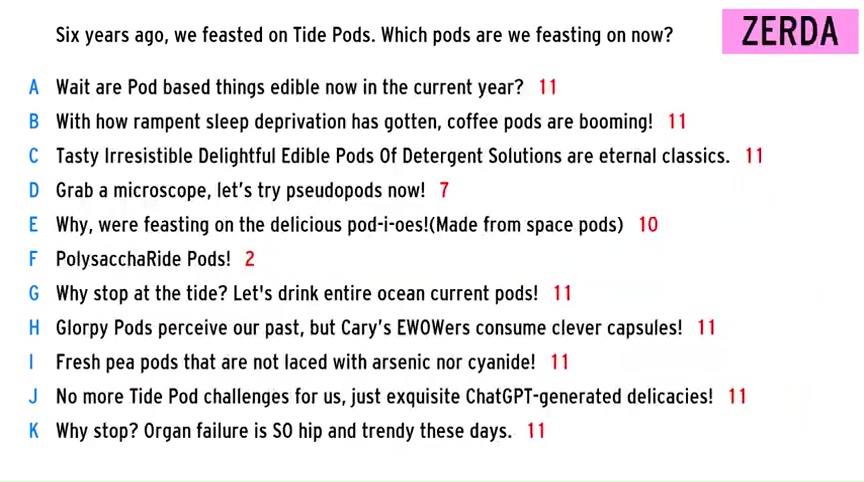 Six years ago, we feasted on Tide Pods. Which pods are we feasting on now?
ZERDA
A Wait are Pod based things edible now in the current year? 11
B With how rampent sleep deprivation has gotten, coffee pods are booming! 11
C Tasty Irresistible Delightful Edible Pods Of Detergent Solutions are eternal classics. 11
D Grab a microscope, let's try pseudopods now! 7
E Why, were feasting on the delicious pod-i-oes!(Made from space pods) 10
F PolysacchaRide Pods! 2
G Why stop at the tide? Let's drink entire ocean current pods! 11
H Glorpy Pods perceive our past, but Cary's EWOWers consume clever capsules! 11
I Fresh pea pods that are not laced with arsenic nor cyanide! 11
J No more Tide Pod challenges for us, just exquisite ChatGPT-generated delicacies! 11
K Why stop? Organ failure is SO hip and trendy these days. 11